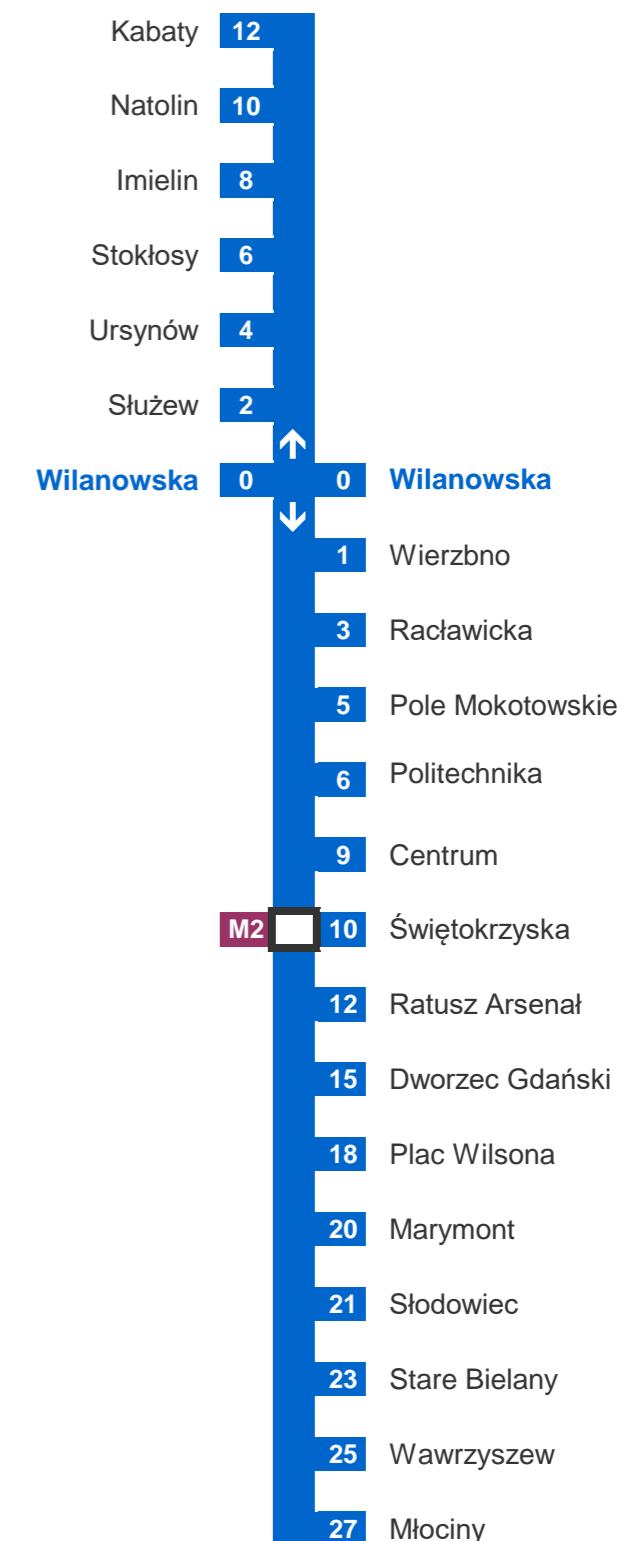 Kabaty 12
Natolin 10
Imielin 8
Stokłosy 6
Ursynów 4
Służew 2
Wilanowska 0 0 Wilanowska
1 Wierzbno
3 Racławicka
5 Pole Mokotowskie
6 Politechnika
9 Centrum
M2 10 Świętokrzyska
12 Ratusz Arsenał
15 Dworzec Gdański
18 Plac Wilsona
20 Marymont
21 Słodowiec
23 Stare Bielany
25 Wawrzyszew
27 Młociny